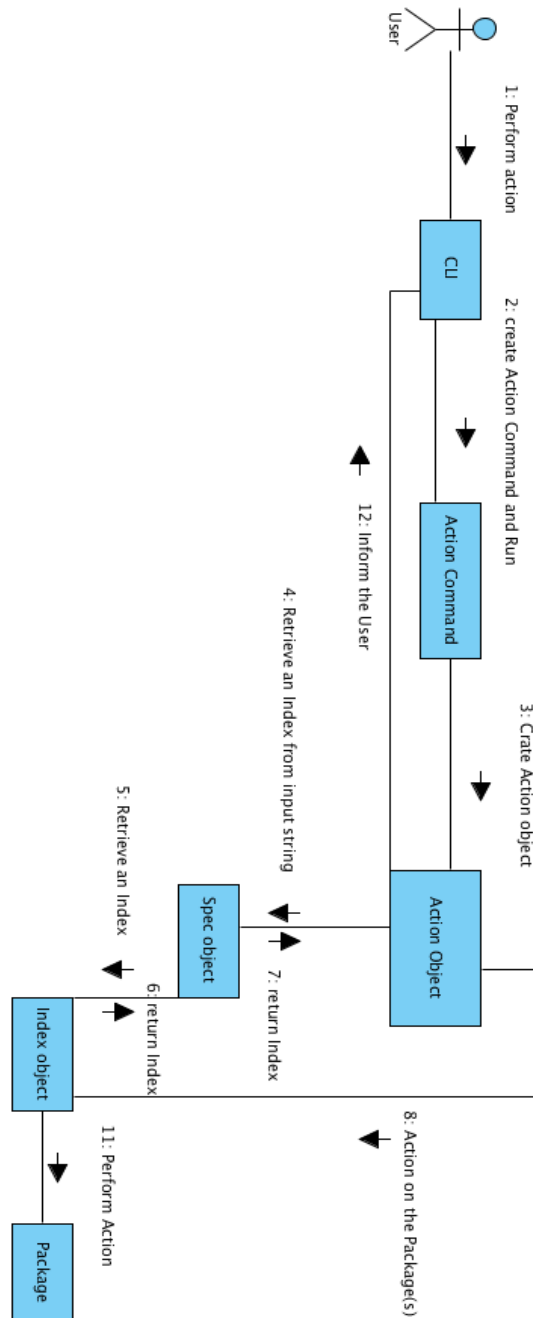 User
1: Perform action
CLI
2: create Action Command and Run
Action Command
3: Crate Action object
Action Object
12: Inform the User
4: Retrieve an Index from input string
7: return Index
Spec object
5: Retrieve an Index
6: return Index
Index object
8: Action on the Package(s)
11: Perform Action
Package